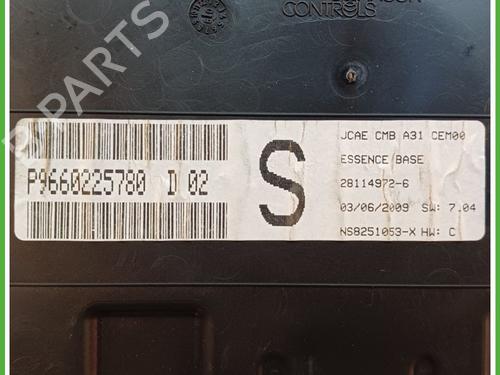 CONTROLS
B-PARTS
P9660225780 D 02
S
JCAE CMB A31 CEM00
ESSENCE BASE
28114972-6
03/06/2009 SW: 7.04
NS8251053-X HW: C